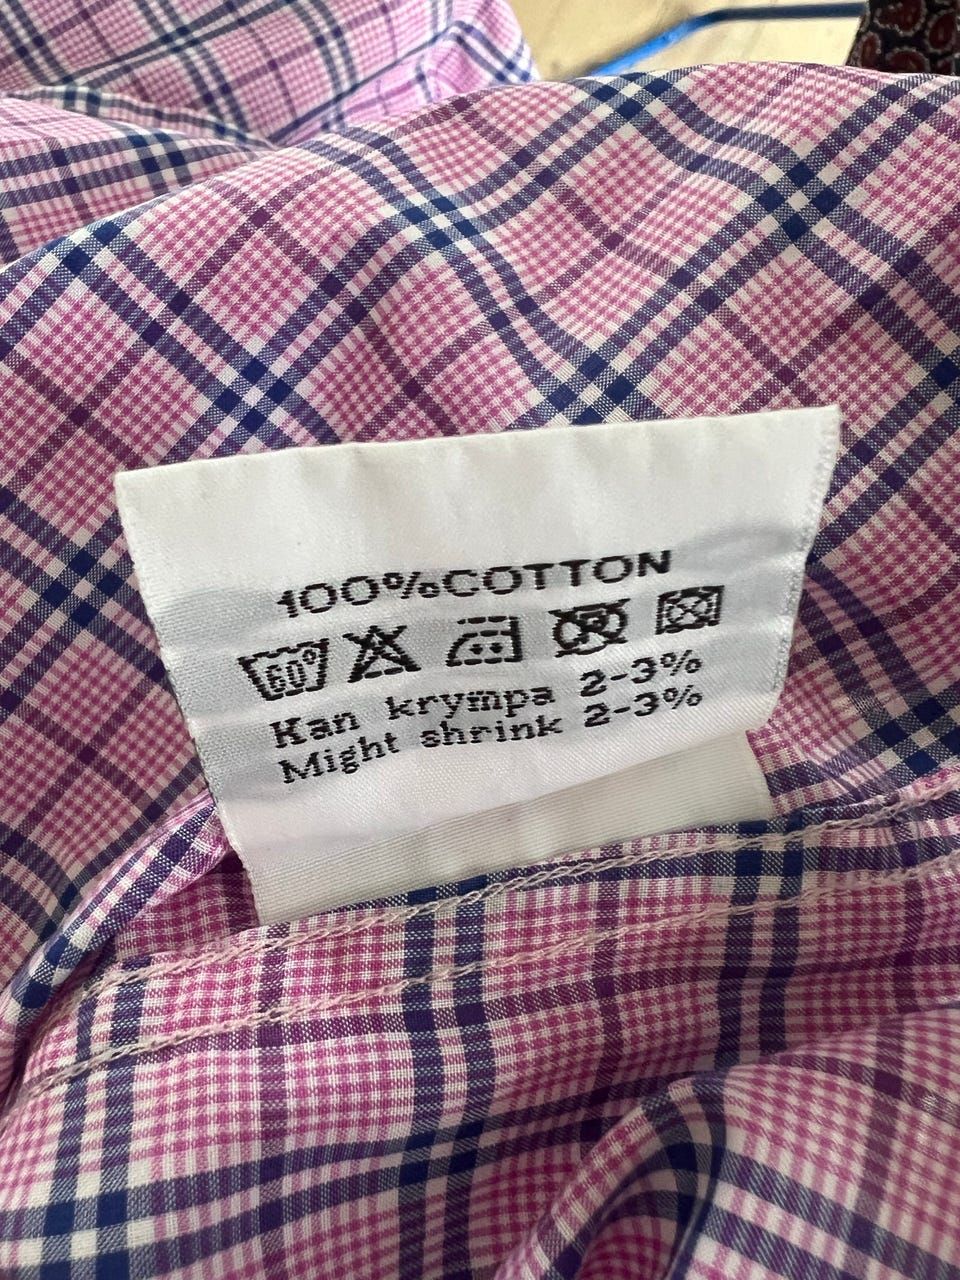 100%COTTON
60°
Kan krympa 2-3%
Might shrink 2-3%